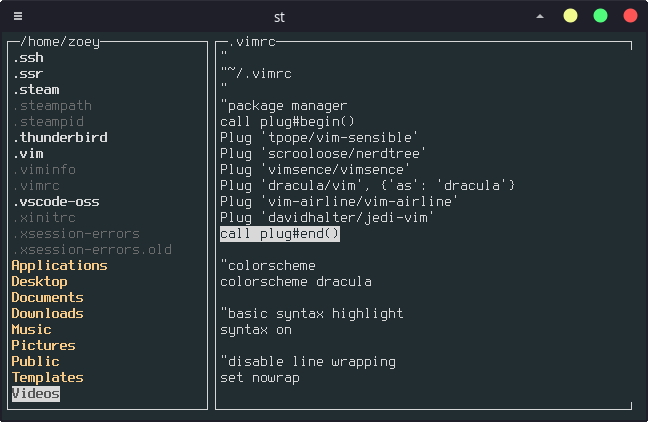 st
/home/zoey
.ssh
.ssr
.steam
.steampath
.steampid
.thunderbird
.vim
.viminfo
.vimrc
.vscode-oss
.xinitrc
.xsession-errors
.xsession-errors.old
Applications
Desktop
Documents
Downloads
Music
Pictures
Public
Templates
Videos
.vimrc
"
"~/.vimrc
"
"package manager
call plug#begin()
Plug 'tpope/vim-sensible'
Plug 'scrooloose/nerdtree'
Plug 'vimsence/vimsence'
Plug 'dracula/vim', {'as': 'dracula'}
Plug 'vim-airline/vim-airline'
Plug 'davidhalter/jedi-vim'
call plug#end()
"colorscheme
colorscheme dracula
"basic syntax highlight
syntax on
"disable line wrapping
set nowrap